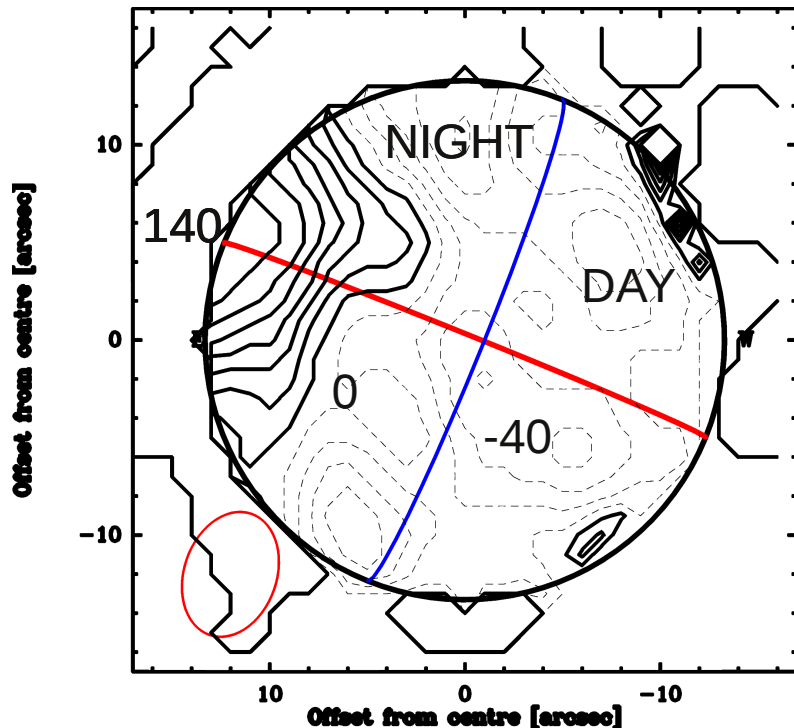 NIGHT
10
140
DAY
Offset from centre [arcsec]
0
E
W
0
-40
-10
10
0
-10
Offset from centre [arcsec]